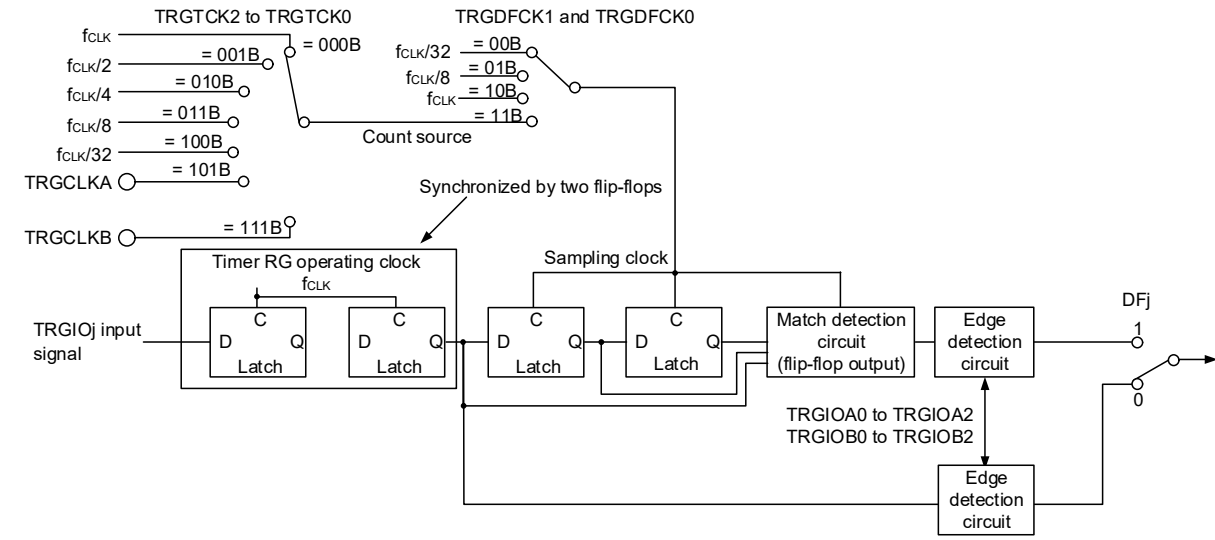 TRGTCK2 to TRGTCK0
TRGDFCK1 and TRGDFCK0
fCLK
= 000B
fCLK/2
= 001B
fCLK/4
= 010B
fCLK/8
= 011B
fCLK/32
= 100B
TRGCLKA
= 101B
TRGCLKB
= 111B
fCLK/32
= 00B
fCLK/8
= 01B
fCLK
= 10B
= 11B
Count source
Synchronized by two flip-flops
Timer RG operating clock
fCLK
Sampling clock
TRGIOj input
signal
C
D
Latch
C
D
Q
Latch
C
D
Q
Latch
C
D
Q
Latch
Match detection
circuit
(flip-flop output)
Edge
detection
circuit
DFj
1
0
TRGIOA0 to TRGIOA2
TRGIOB0 to TRGIOB2
Edge
detection
circuit